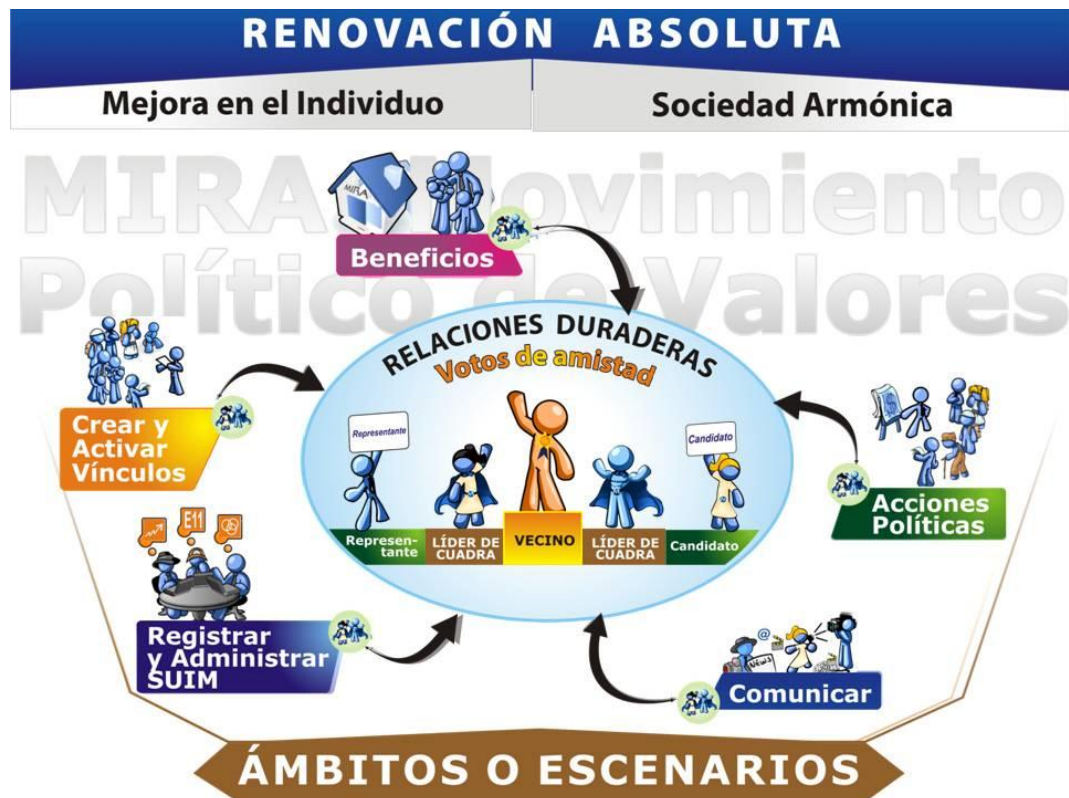 RENOVACIÓN ABSOLUTA
Mejora en el Individuo
Sociedad Armónica
MIRA Movimiento
Político de Valores
MIRA
Beneficios
RELACIONES DURADERAS
Votos de amistad
Representante
Candidato
Represen-
tante
LÍDER DE
CUADRA
VECINO
LÍDER DE
CUADRA
Candidato
Crear y
Activar
Vínculos
Acciones
Políticas
$
E11
Registrar
y Administrar
SUIM
@
News
Comunicar
ÁMBITOS O ESCENARIOS